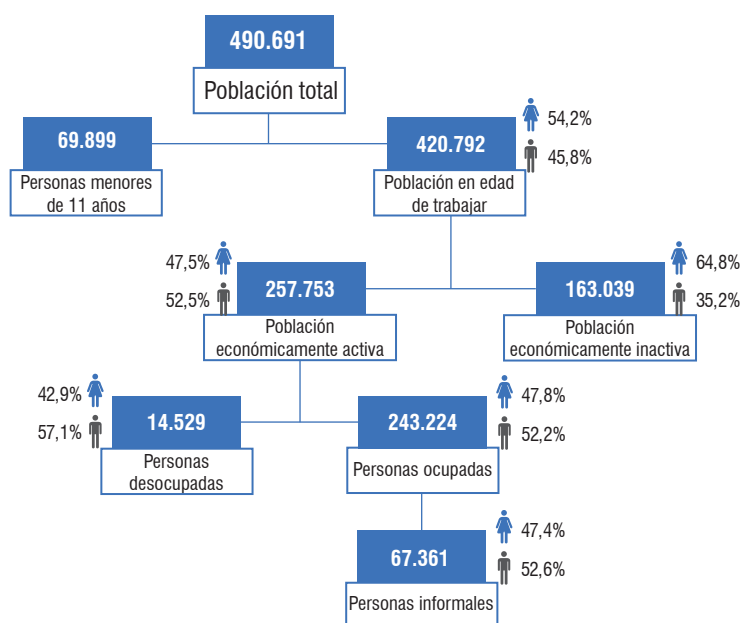 490.691
Población total
69.899
Personas menores
de 11 años
420.792
Población en edad
de trabajar
54,2%
45,8%
47,5%
52,5%
257.753
Población
económicamente activa
163.039
Población
económicamente inactiva
64,8%
35,2%
42,9%
57,1%
14.529
Personas
desocupadas
243.224
Personas ocupadas
47,8%
52,2%
67.361
Personas informales
47,4%
52,6%